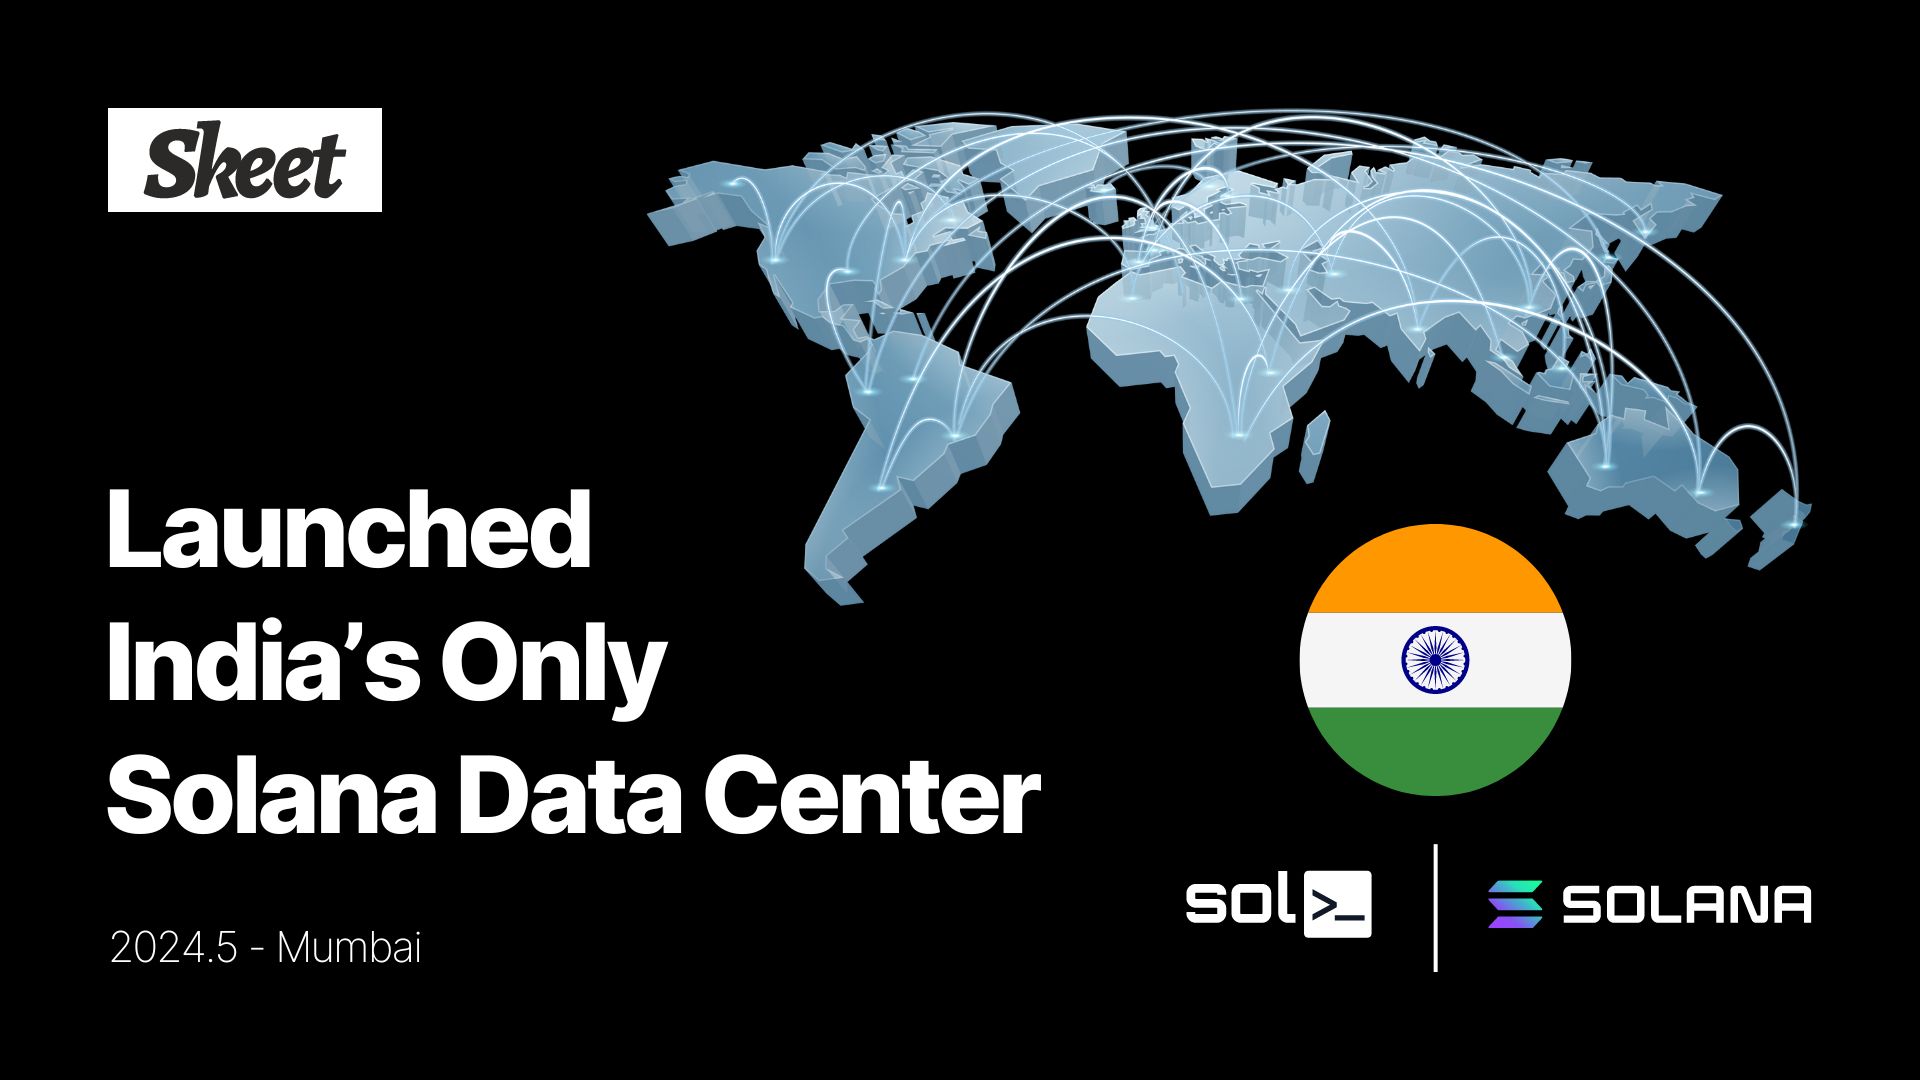 Skeet
Launched
India’s Only
Solana Data Center
2024.5 - Mumbai
sol >_
SOLANA